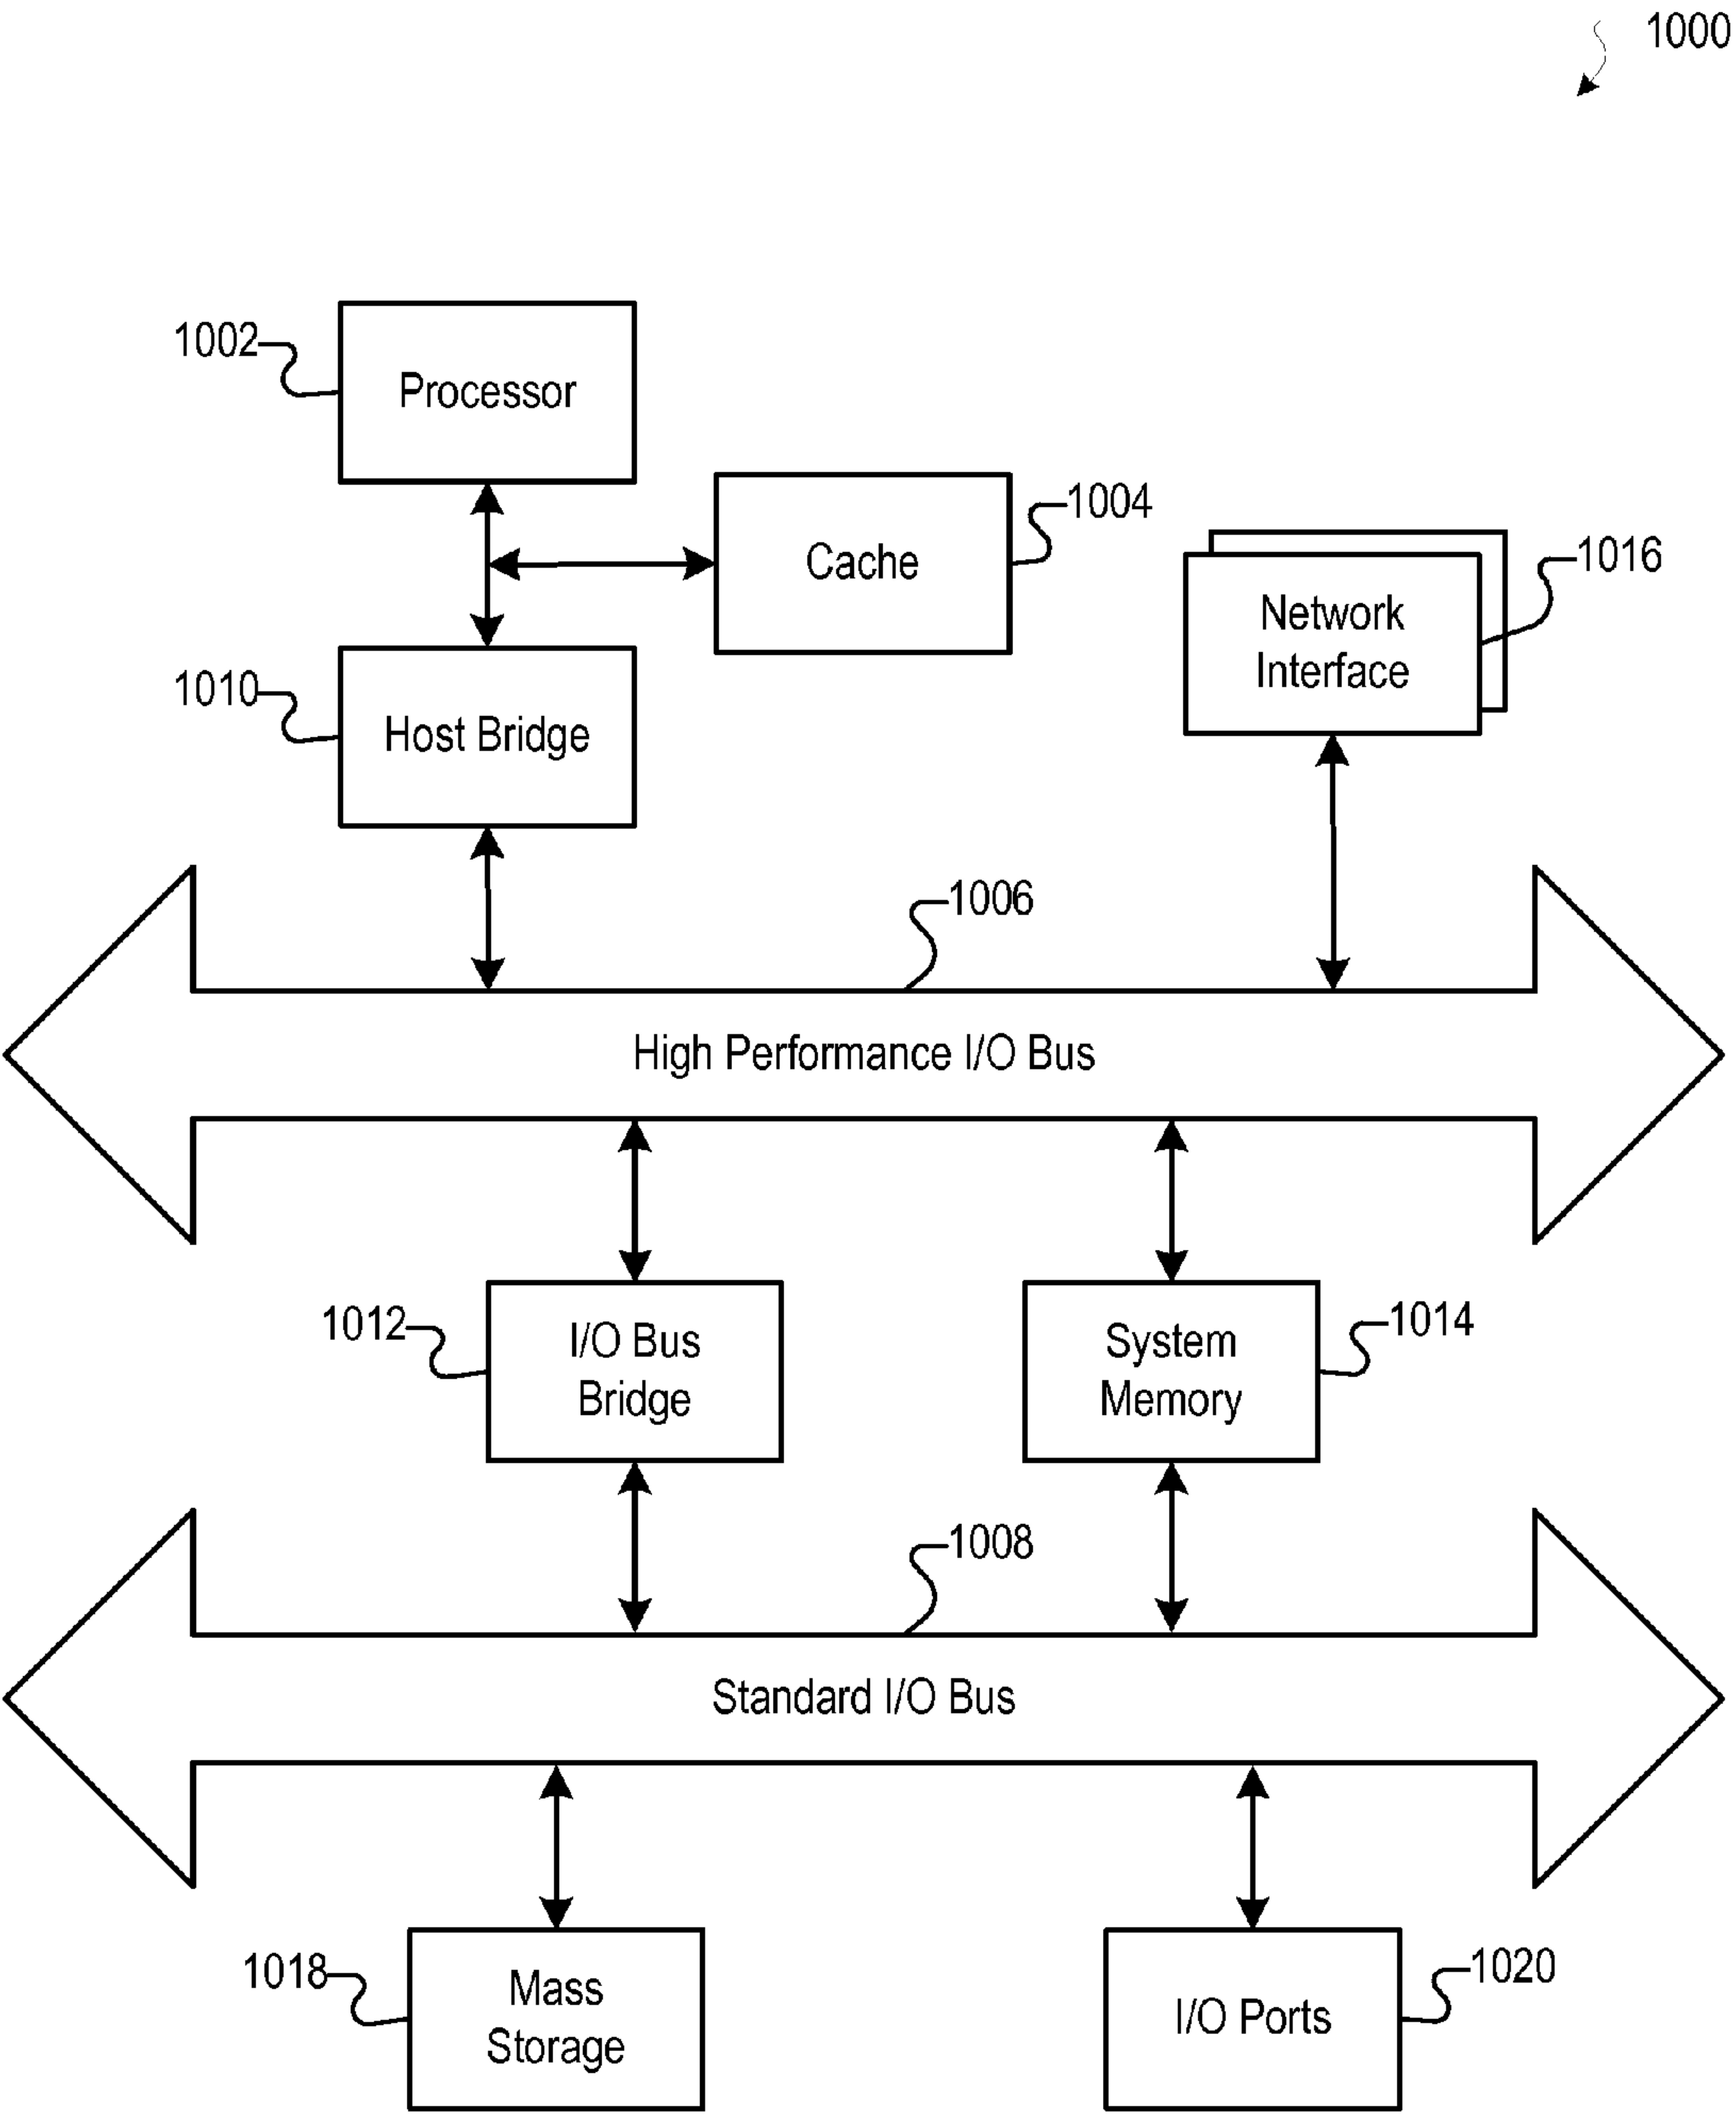 1000
1002
Processor
1004
Cache
1016
Network
Interface
1010
Host Bridge
1006
High Performance I/O Bus
1012
I/O Bus
Bridge
System
Memory
1014
1008
Standard I/O Bus
1018
Mass
Storage
I/O Ports
1020